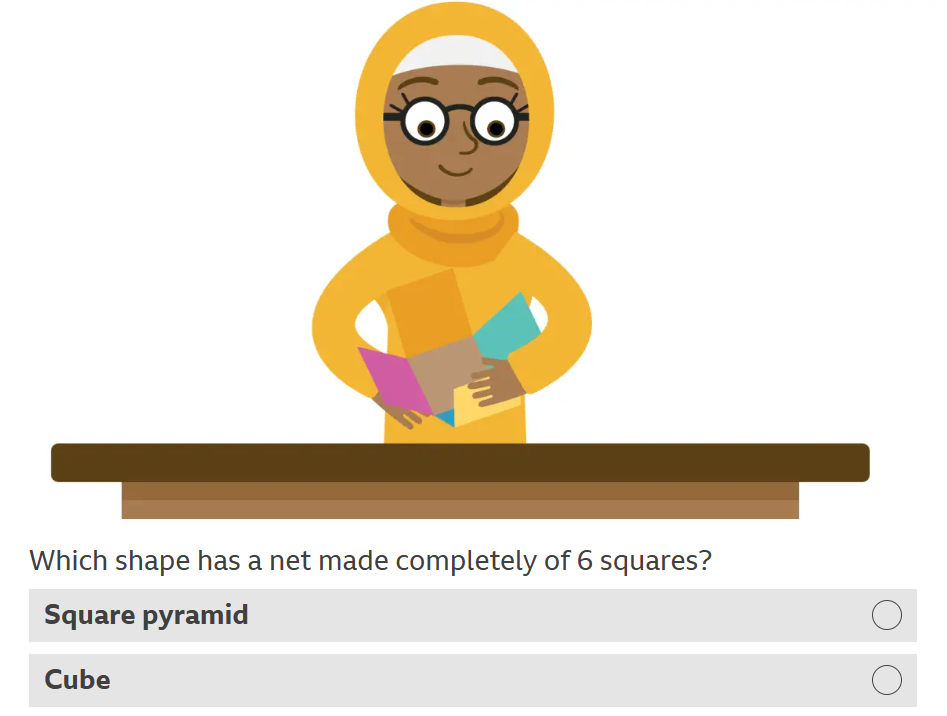 Which shape has a net made completely of 6 squares?
Square pyramid
Cube